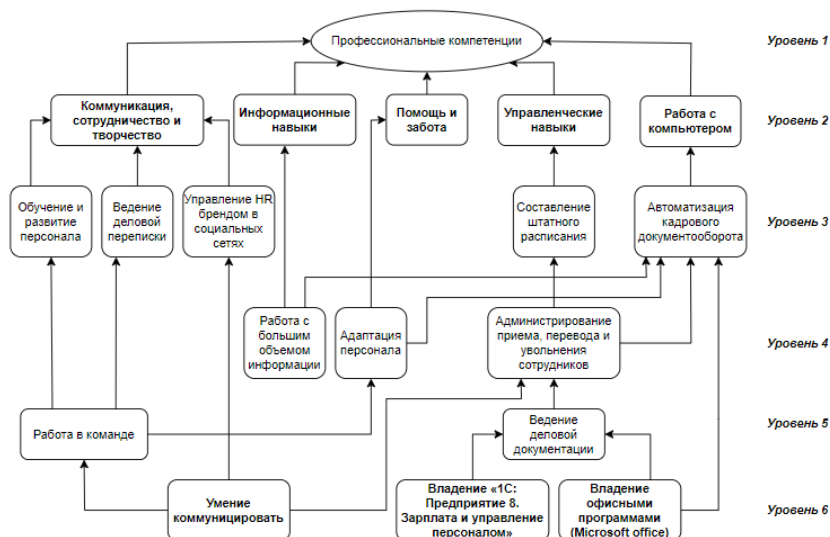 Профессиональные компетенции
Уровень 1
Коммуникация,
сотрудничество и
творчество
Информационные
навыки
Помощь и
забота
Управленческие
навыки
Работа с
компьютером
Уровень 2
Обучение и
развитие
персонала
Ведение
деловой
переписки
Управление HR
брендом в
социальных
сетях
Составление
штатного
расписания
Автоматизация
кадрового
документооборота
Уровень 3
Работа с
большим
объемом
информации
Адаптация
персонала
Администрирование
приема, перевода и
увольнения
сотрудников
Уровень 4
Работа в команде
Ведение
деловой
документации
Уровень 5
Умение
коммуницировать
Владение «1С:
Предприятие 8.
Зарплата и управление
персоналом»
Владение
офисными
программами
(Microsoft office)
Уровень 6